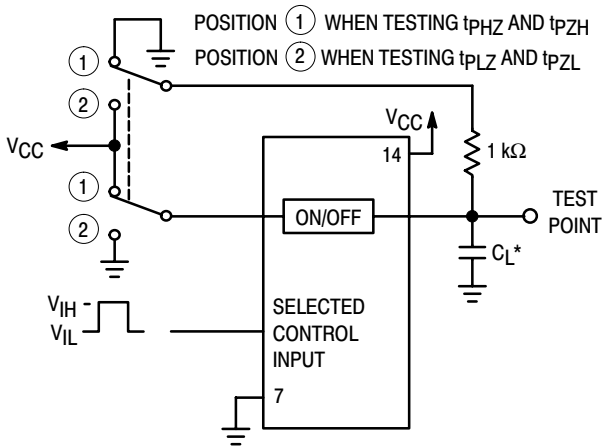 POSITION 1 WHEN TESTING tPHZ AND tPZH
POSITION 2 WHEN TESTING tPLZ AND tPZL
1
2
VCC
1
2
VCC
14
1 kΩ
ON/OFF
TEST
POINT
CL*
VIH
VIL
SELECTED
CONTROL
INPUT
7